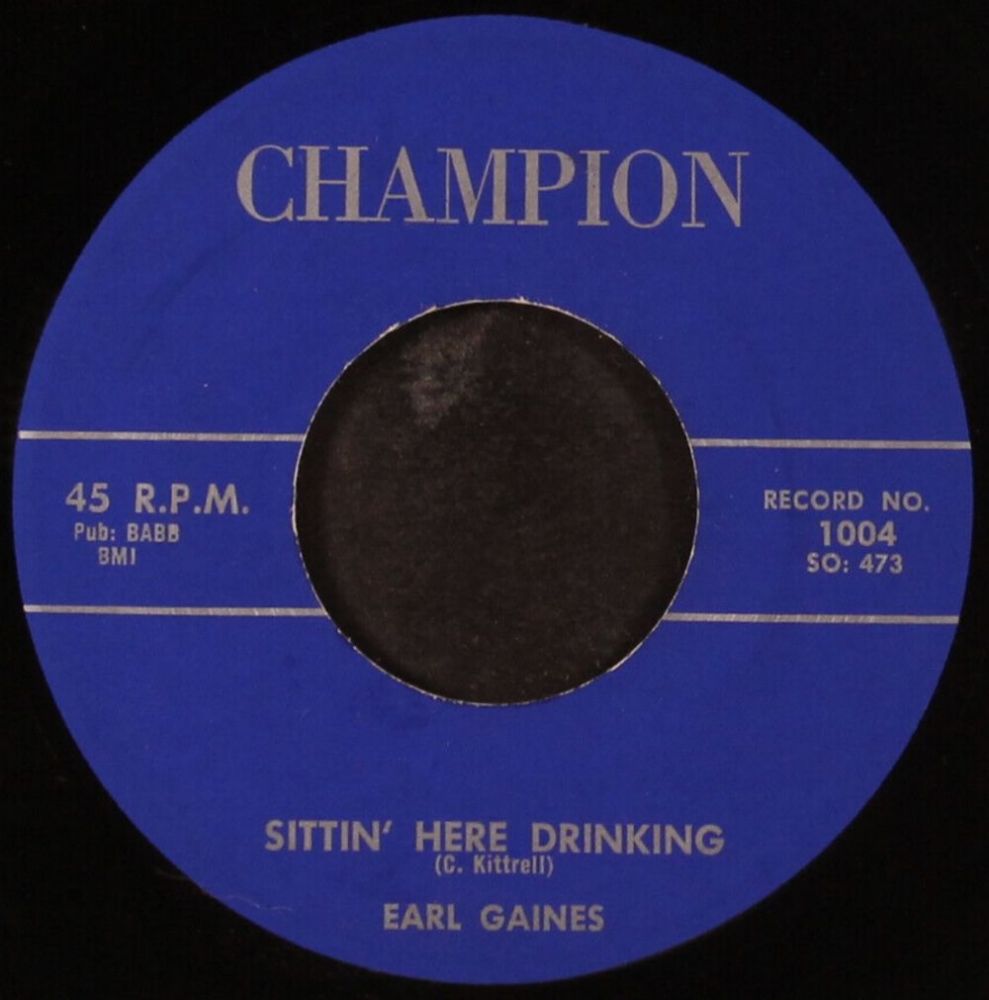 CHAMPION
45 R.P.M.
Pub: BABB
BMI
RECORD NO.
1004
SO: 473
SITTIN' HERE DRINKING
(C. Kittrell)
EARL GAINES